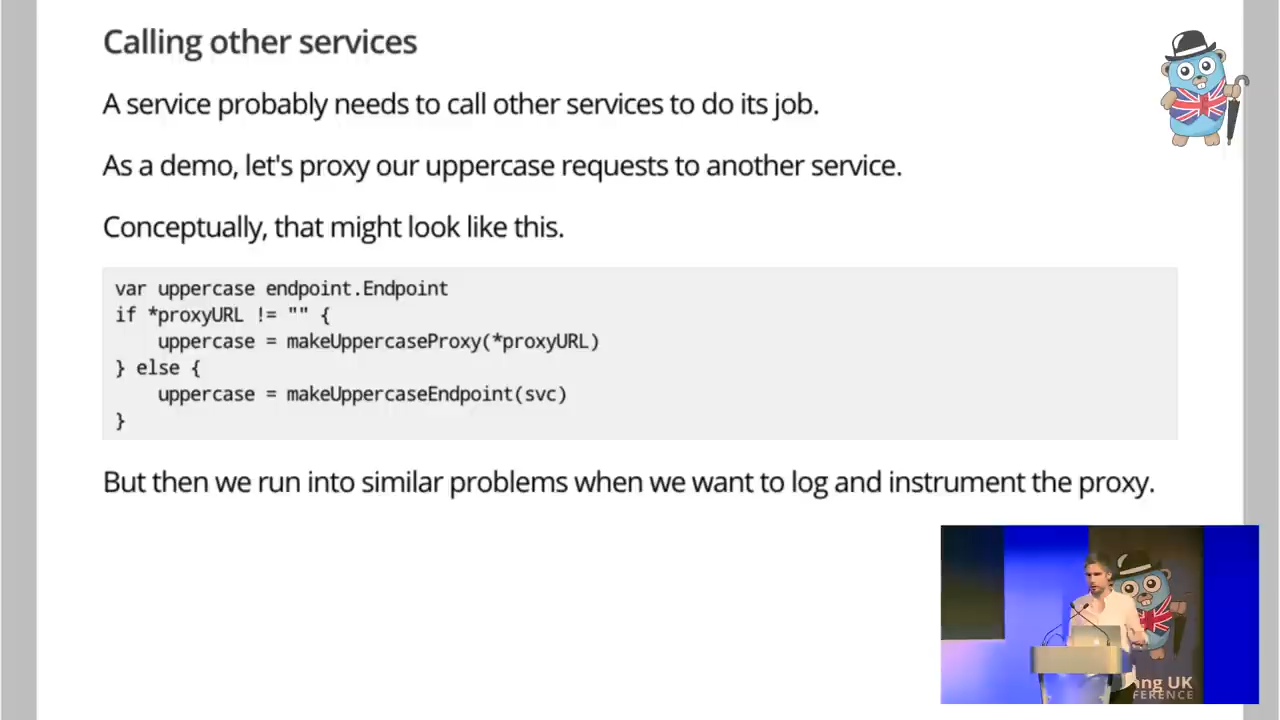 Calling other services
A service probably needs to call other services to do its job.
As a demo, let's proxy our uppercase requests to another service.
Conceptually, that might look like this.
var uppercase endpoint.Endpoint
if *proxyURL != "" {
    uppercase = makeUppercaseProxy(*proxyURL)
} else {
    uppercase = makeUppercaseEndpoint(svc)
}
But then we run into similar problems when we want to log and instrument the proxy.
ing UK
FERENCE